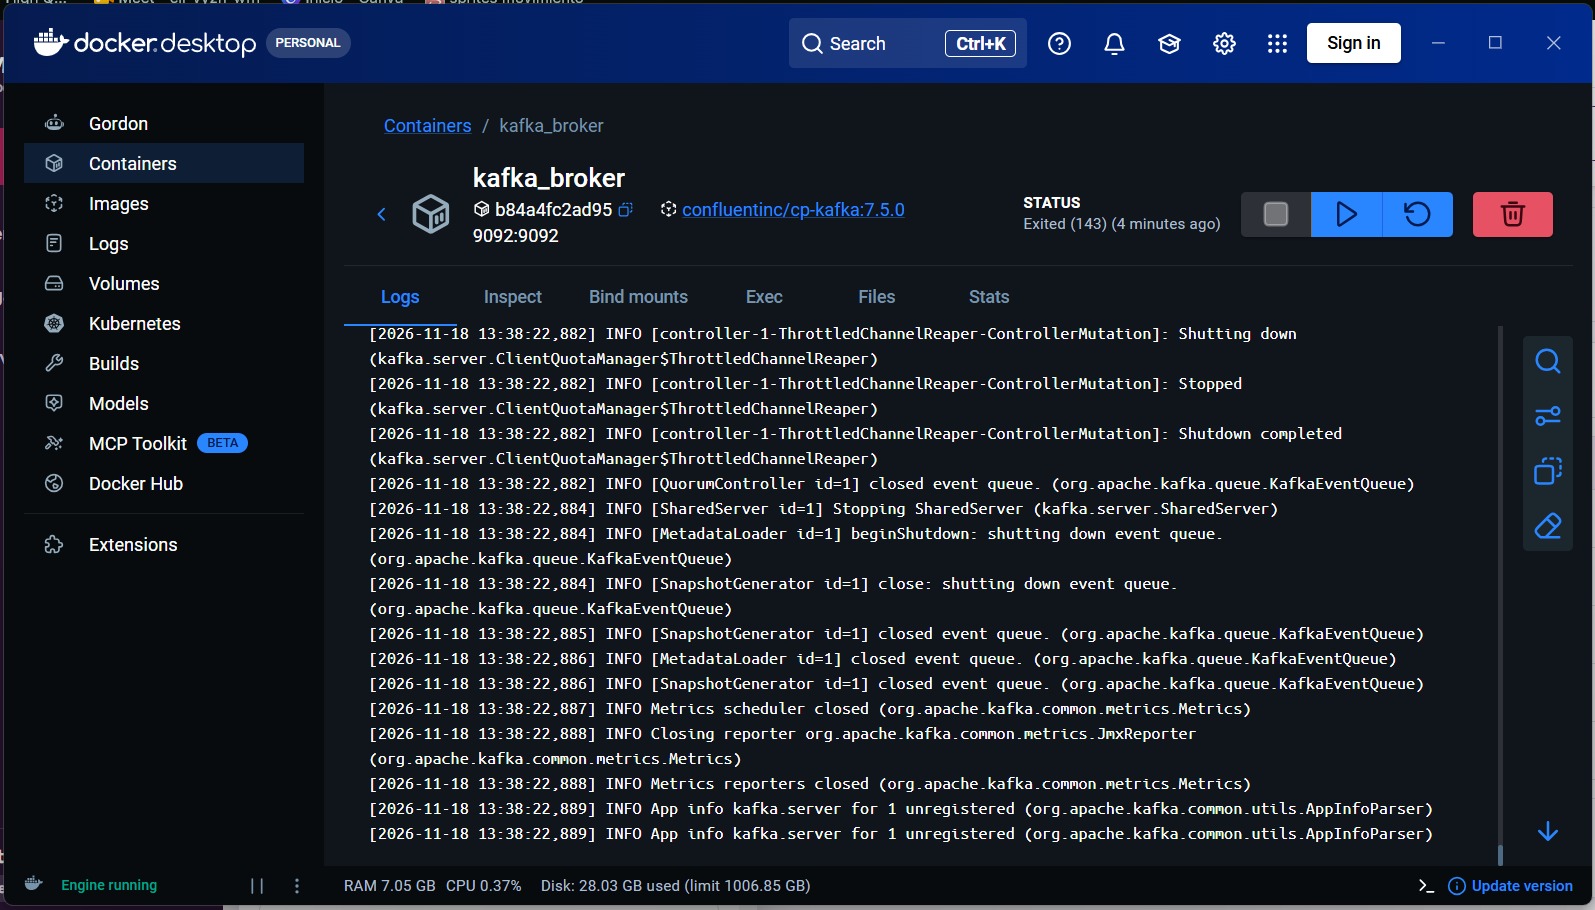 docker.desktop PERSONAL
Search Ctrl+K
Sign in
Gordon
Containers
Images
Logs
Volumes
Kubernetes
Builds
Models
MCP Toolkit BETA
Docker Hub
Extensions
Containers / kafka_broker
kafka_broker
b84a4fc2ad95 confluentinc/cp-kafka:7.5.0
9092:9092
STATUS
Exited (143) (4 minutes ago)
Logs Inspect Bind mounts Exec Files Stats
[2026-11-18 13:38:22,882] INFO [controller-1-ThrottledChannelReaper-ControllerMutation]: Shutting down
(kafka.server.ClientQuotaManager$ThrottledChannelReaper)
[2026-11-18 13:38:22,882] INFO [controller-1-ThrottledChannelReaper-ControllerMutation]: Stopped
(kafka.server.ClientQuotaManager$ThrottledChannelReaper)
[2026-11-18 13:38:22,882] INFO [controller-1-ThrottledChannelReaper-ControllerMutation]: Shutdown completed
(kafka.server.ClientQuotaManager$ThrottledChannelReaper)
[2026-11-18 13:38:22,882] INFO [QuorumController id=1] closed event queue. (org.apache.kafka.queue.KafkaEventQueue)
[2026-11-18 13:38:22,884] INFO [SharedServer id=1] Stopping SharedServer (kafka.server.SharedServer)
[2026-11-18 13:38:22,884] INFO [MetadataLoader id=1] beginShutdown: shutting down event queue.
(org.apache.kafka.queue.KafkaEventQueue)
[2026-11-18 13:38:22,884] INFO [SnapshotGenerator id=1] close: shutting down event queue.
(org.apache.kafka.queue.KafkaEventQueue)
[2026-11-18 13:38:22,885] INFO [SnapshotGenerator id=1] closed event queue. (org.apache.kafka.queue.KafkaEventQueue)
[2026-11-18 13:38:22,886] INFO [MetadataLoader id=1] closed event queue. (org.apache.kafka.queue.KafkaEventQueue)
[2026-11-18 13:38:22,886] INFO [SnapshotGenerator id=1] closed event queue. (org.apache.kafka.queue.KafkaEventQueue)
[2026-11-18 13:38:22,887] INFO Metrics scheduler closed (org.apache.kafka.common.metrics.Metrics)
[2026-11-18 13:38:22,888] INFO Closing reporter org.apache.kafka.common.metrics.JmxReporter
(org.apache.kafka.common.metrics.Metrics)
[2026-11-18 13:38:22,888] INFO Metrics reporters closed (org.apache.kafka.common.metrics.Metrics)
[2026-11-18 13:38:22,889] INFO App info kafka.server for 1 unregistered (org.apache.kafka.common.utils.AppInfoParser)
[2026-11-18 13:38:22,889] INFO App info kafka.server for 1 unregistered (org.apache.kafka.common.utils.AppInfoParser)
Engine running
RAM 7.05 GB CPU 0.37% Disk: 28.03 GB used (limit 1006.85 GB)
Update version